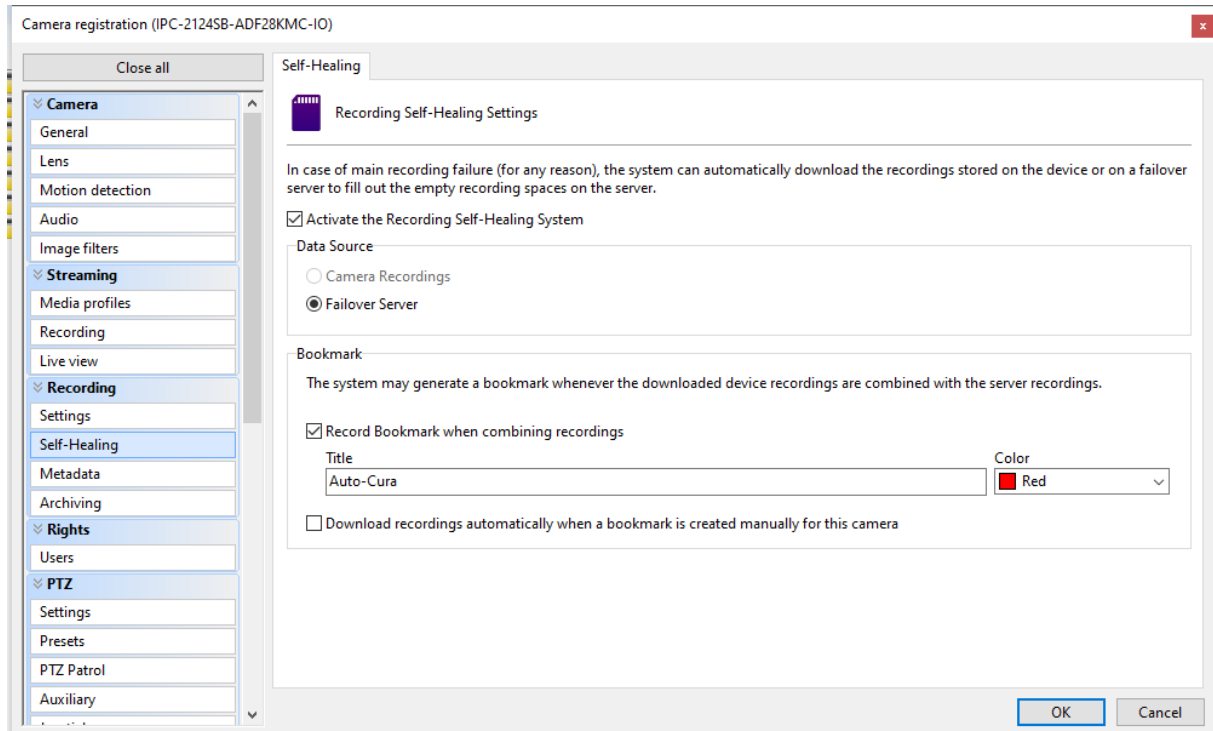 Camera registration (IPC-2124SB-ADF28KMC-IO)
x
Close all
Camera
General
Lens
Motion detection
Audio
Image filters
Streaming
Media profiles
Recording
Live view
Recording
Settings
Self-Healing
Metadata
Archiving
Rights
Users
PTZ
Settings
Presets
PTZ Patrol
Auxiliary
Self-Healing
Recording Self-Healing Settings
In case of main recording failure (for any reason), the system can automatically download the recordings stored on the device or on a failover
server to fill out the empty recording spaces on the server.
Activate the Recording Self-Healing System
Data Source
Camera Recordings
Failover Server
Bookmark
The system may generate a bookmark whenever the downloaded device recordings are combined with the server recordings.
Record Bookmark when combining recordings
Title Color
Auto-Cura Red
Download recordings automatically when a bookmark is created manually for this camera
OK Cancel